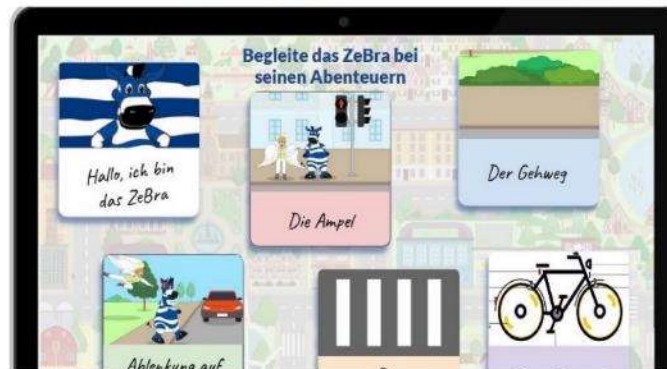 Begleite das ZeBra bei
seinen Abenteuern
Hallo, ich bin
das ZeBra
Die Ampel
Der Gehweg
Ablenkung auf